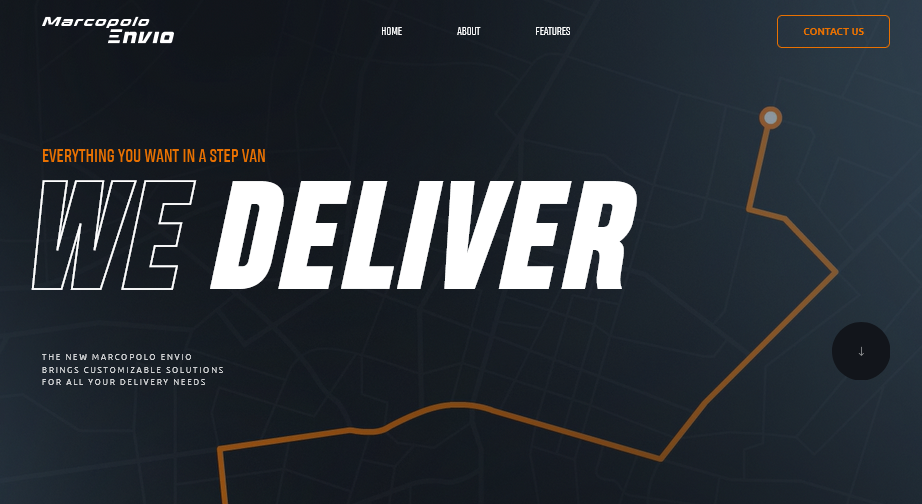 Marcopolo
Envio
HOME
ABOUT
FEATURES
CONTACT US
EVERYTHING YOU WANT IN A STEP VAN
WE DELIVER
THE NEW MARCOPOLO ENVIO
BRINGS CUSTOMIZABLE SOLUTIONS
FOR ALL YOUR DELIVERY NEEDS